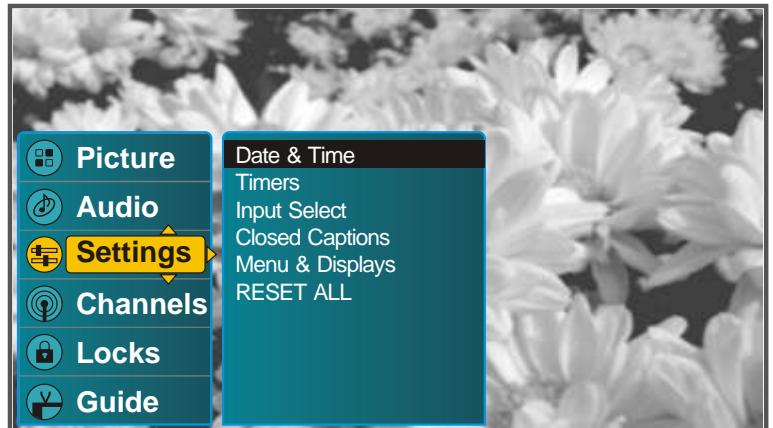 Picture
Audio
Settings
Channels
Locks
Guide
Date & Time
Timers
Input Select
Closed Captions
Menu & Displays
RESET ALL